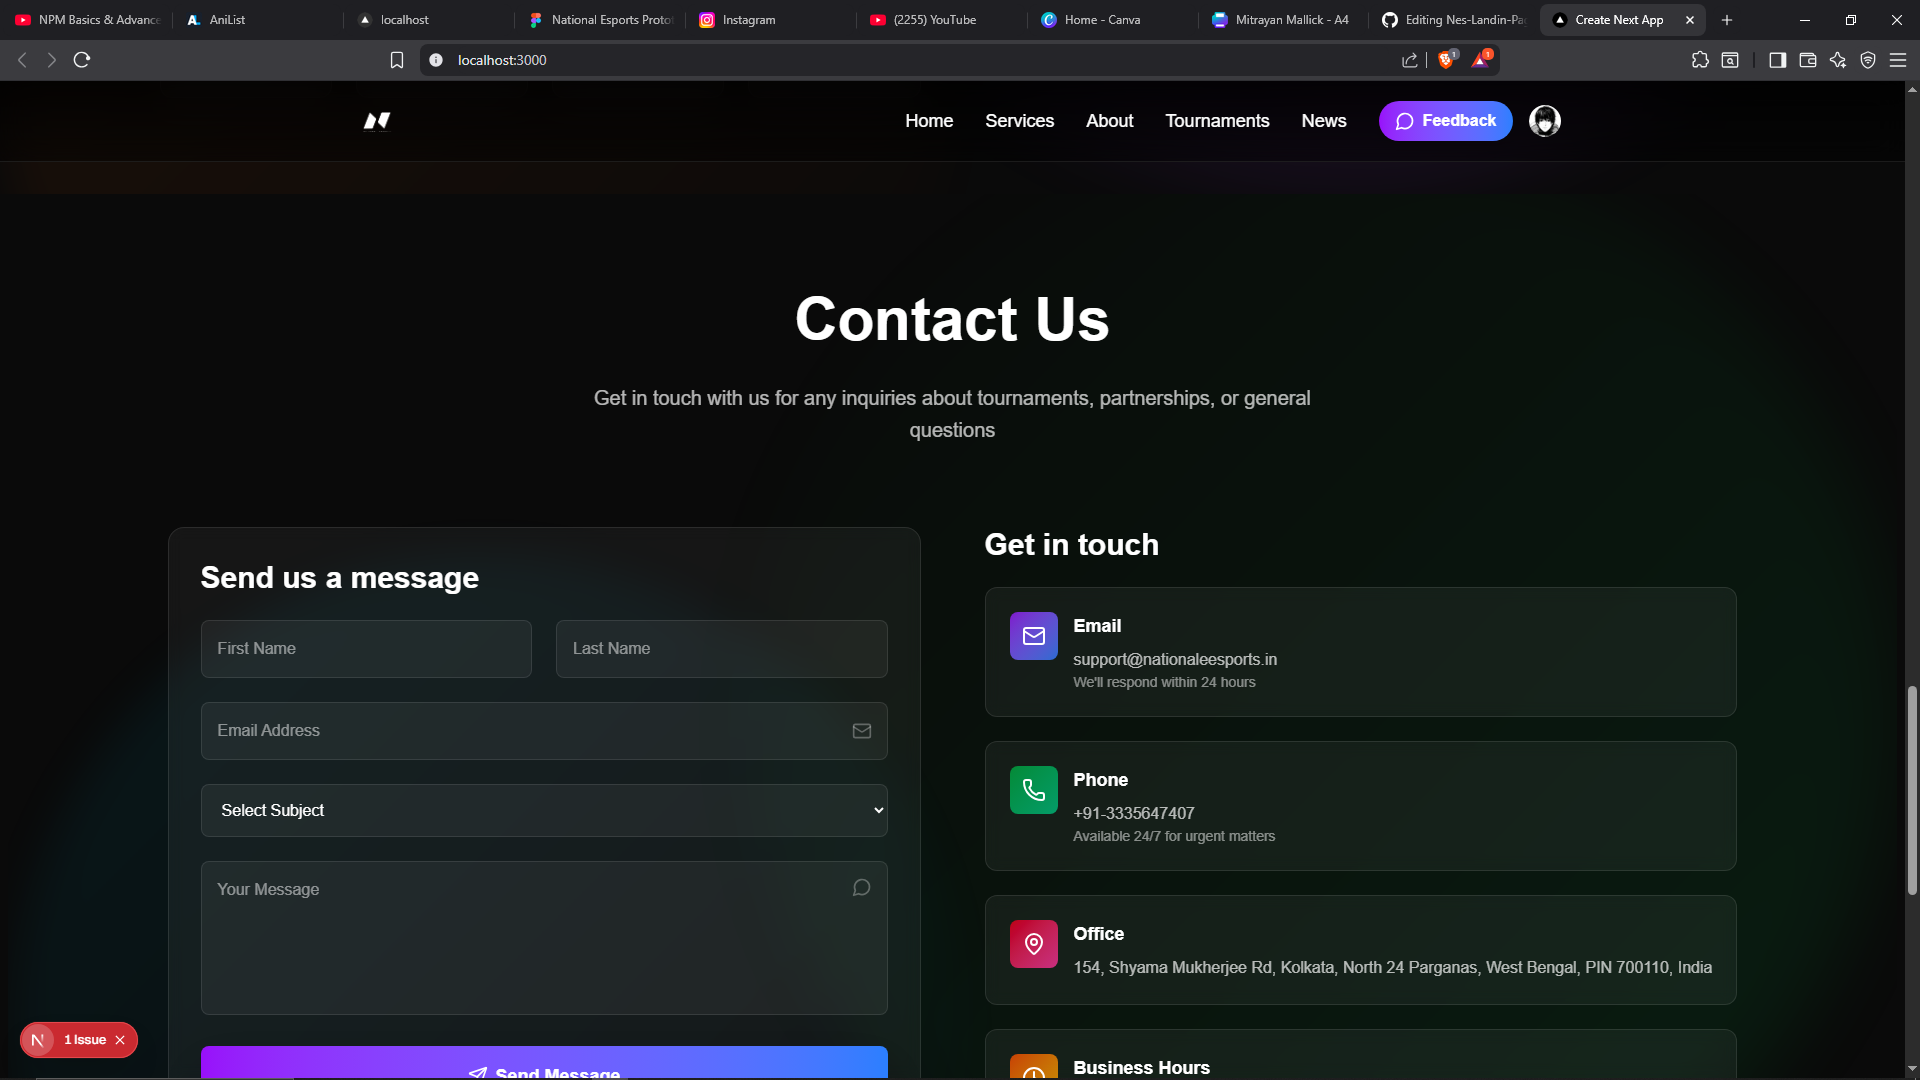 NPM Basics & Advance
AniList
localhost
National Esports Proto
Instagram
(2255) YouTube
Home - Canva
Mitrayan Mallick - A4
Editing Nes-Landin-Pa
Create Next App
localhost:3000
1
1
Home
Services
About
Tournaments
News
Feedback
Contact Us
Get in touch with us for any inquiries about tournaments, partnerships, or general
questions
Send us a message
First Name
Last Name
Email Address
Select Subject
Your Message
Send Message
Get in touch
Email
support@nationaleesports.in
We'll respond within 24 hours
Phone
+91-3335647407
Available 24/7 for urgent matters
Office
154, Shyama Mukherjee Rd, Kolkata, North 24 Parganas, West Bengal, PIN 700110, India
Business Hours
N 1 Issue